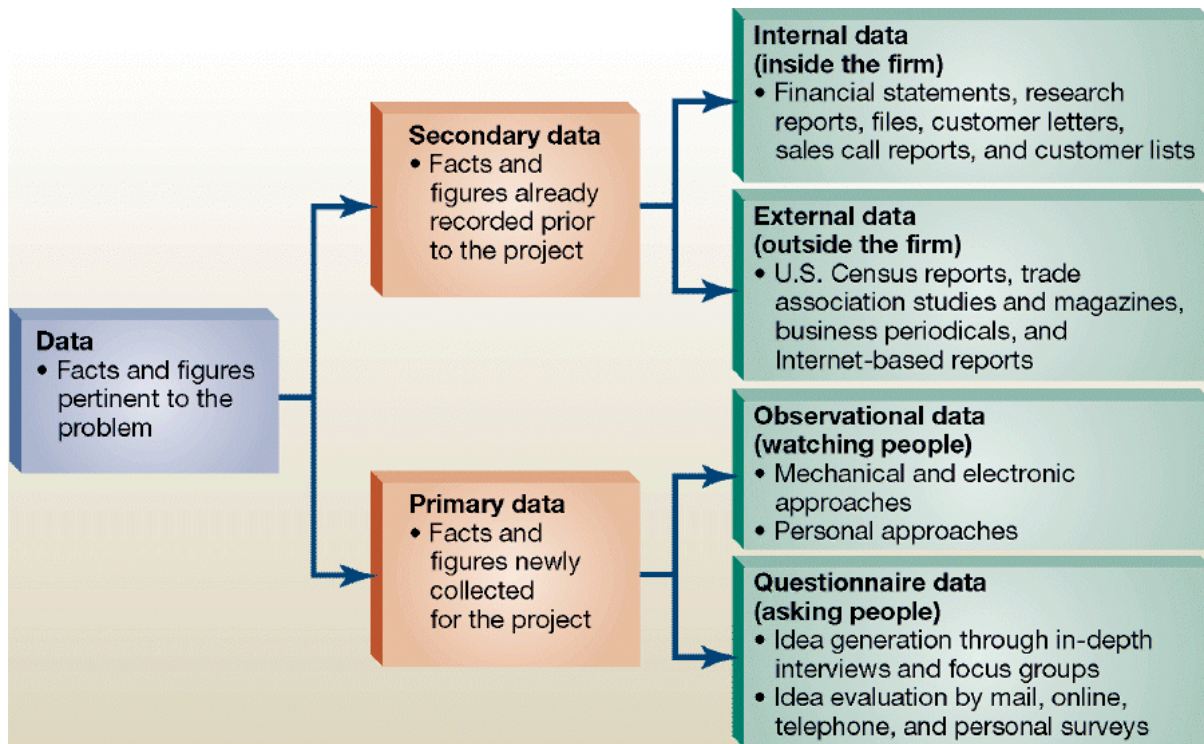 Data
• Facts and figures
pertinent to the
problem
Secondary data
• Facts and
figures already
recorded prior
to the project
Primary data
• Facts and
figures newly
collected
for the project
Internal data
(inside the firm)
• Financial statements, research
reports, files, customer letters,
sales call reports, and customer lists
External data
(outside the firm)
• U.S. Census reports, trade
association studies and magazines,
business periodicals, and
Internet-based reports
Observational data
(watching people)
• Mechanical and electronic
approaches
• Personal approaches
Questionnaire data
(asking people)
• Idea generation through in-depth
interviews and focus groups
• Idea evaluation by mail, online,
telephone, and personal surveys